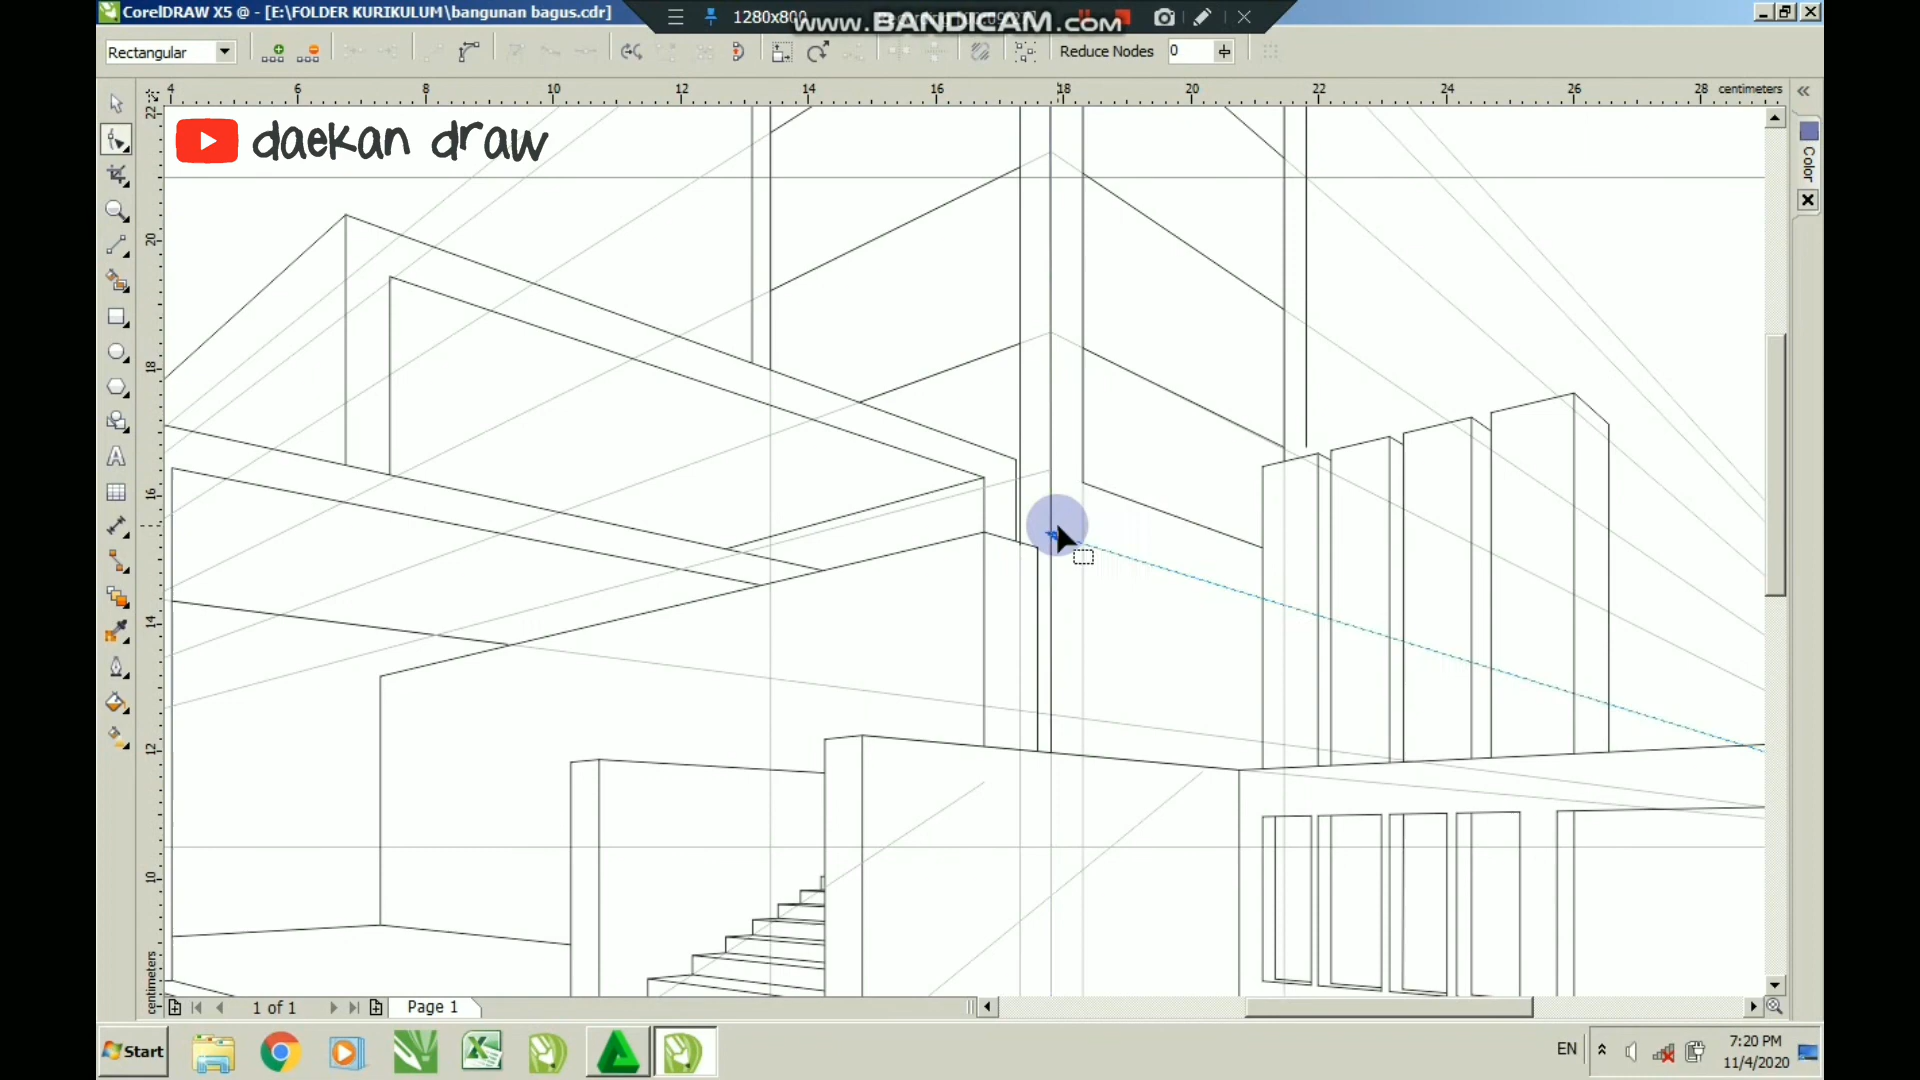 CorelDRAW X5 @ - [E:\FOLDER KURIKULUM\bangunan bagus.cdr]
1280x800
www.BANDICAM.com
Rectangular
Reduce Nodes
0
4 6 8 10 12 14 16 18 20 22 24 26 28 centimeters
daekan draw
Color
22
20
18
16
14
12
10
centimeters
1 of 1
Page 1
Start
EN
7:20 PM
11/4/2020